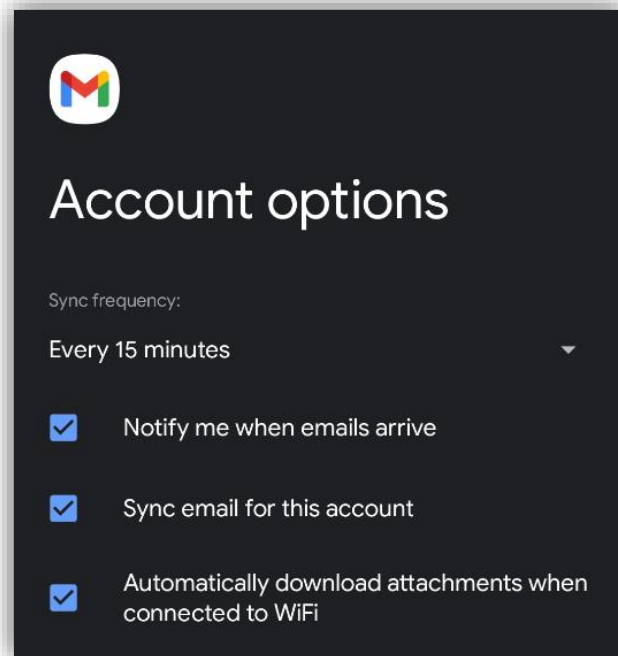 Account options
Sync frequency:
Every 15 minutes
Notify me when emails arrive
Sync email for this account
Automatically download attachments when
connected to WiFi